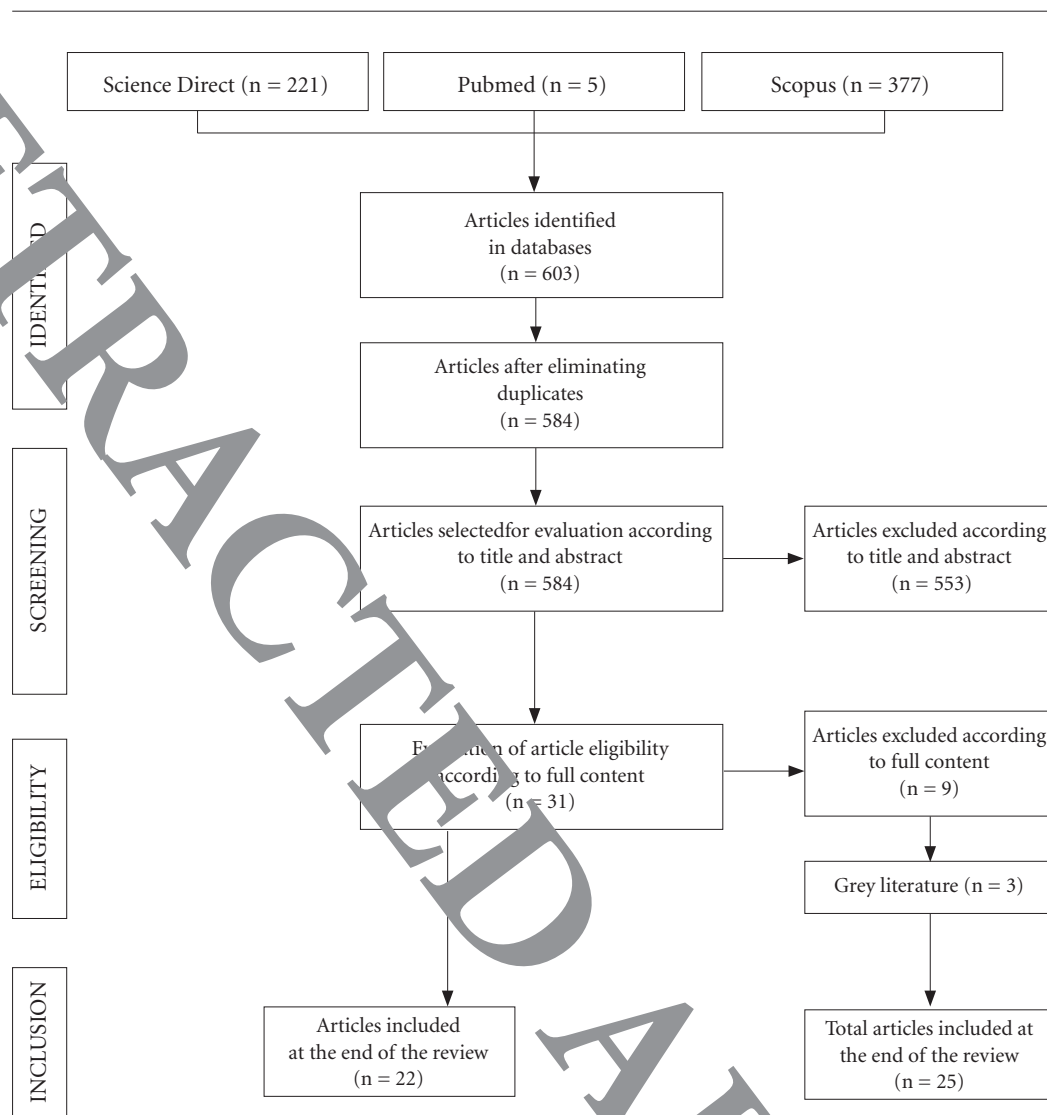 Science Direct (n = 221)
Pubmed (n = 5)
Scopus (n = 377)
Articles identified
in databases
(n = 603)
Articles after eliminating
duplicates
(n = 584)
SCREENING
Articles selectedfor evaluation according
to title and abstract
(n = 584)
Articles excluded according
to title and abstract
(n = 553)
ELIGIBILITY
of article eligibility
according to full content
(n = 31)
Articles excluded according
to full content
(n = 9)
Grey literature (n = 3)
INCLUSION
Articles included
at the end of the review
(n = 22)
Total articles included at
the end of the review
(n = 25)